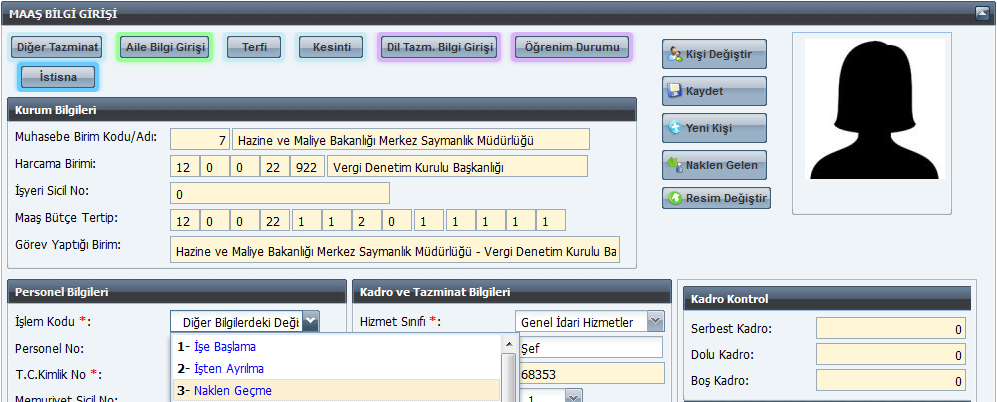 MAAŞ BİLGİ GİRİŞİ
Diğer Tazminat
Aile Bilgi Girişi
Terfi
Kesinti
Dil Tazm. Bilgi Girişi
Öğrenim Durumu
İstisna
Kişi Değiştir
Kaydet
Yeni Kişi
Naklen Gelen
Resim Değiştir
Kurum Bilgileri
Muhasebe Birim Kodu/Adı: 7 Hazine ve Maliye Bakanlığı Merkez Saymanlık Müdürlüğü
Harcama Birimi: 12 0 0 22 922 Vergi Denetim Kurulu Başkanlığı
İşyeri Sicil No: 0
Maaş Bütçe Tertip: 12 0 0 22 1 1 2 0 1 1 1 1 1
Görev Yaptığı Birim: Hazine ve Maliye Bakanlığı Merkez Saymanlık Müdürlüğü - Vergi Denetim Kurulu Ba
Personel Bilgileri
İşlem Kodu *: Diğer Bilgilerdeki Deği
Personel No:
T.C.Kimlik No *:
Memuriyet Sicil No:
1- İşe Başlama
2- İşten Ayrılma
3- Naklen Geçme
Kadro ve Tazminat Bilgileri
Hizmet Sınıfı *: Genel İdari Hizmetler
Şef
68353
1
Kadro Kontrol
Serbest Kadro: 0
Dolu Kadro: 0
Boş Kadro: 0